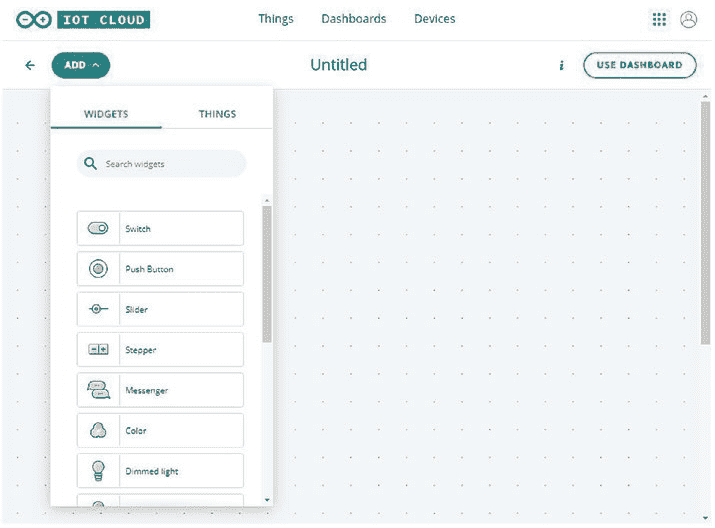 IOT CLOUD
Things Dashboards Devices
ADD Untitled i USE DASHBOARD
WIDGETS THINGS
Search widgets
Switch
Push Button
Slider
Stepper
Messenger
Color
Dimmed light